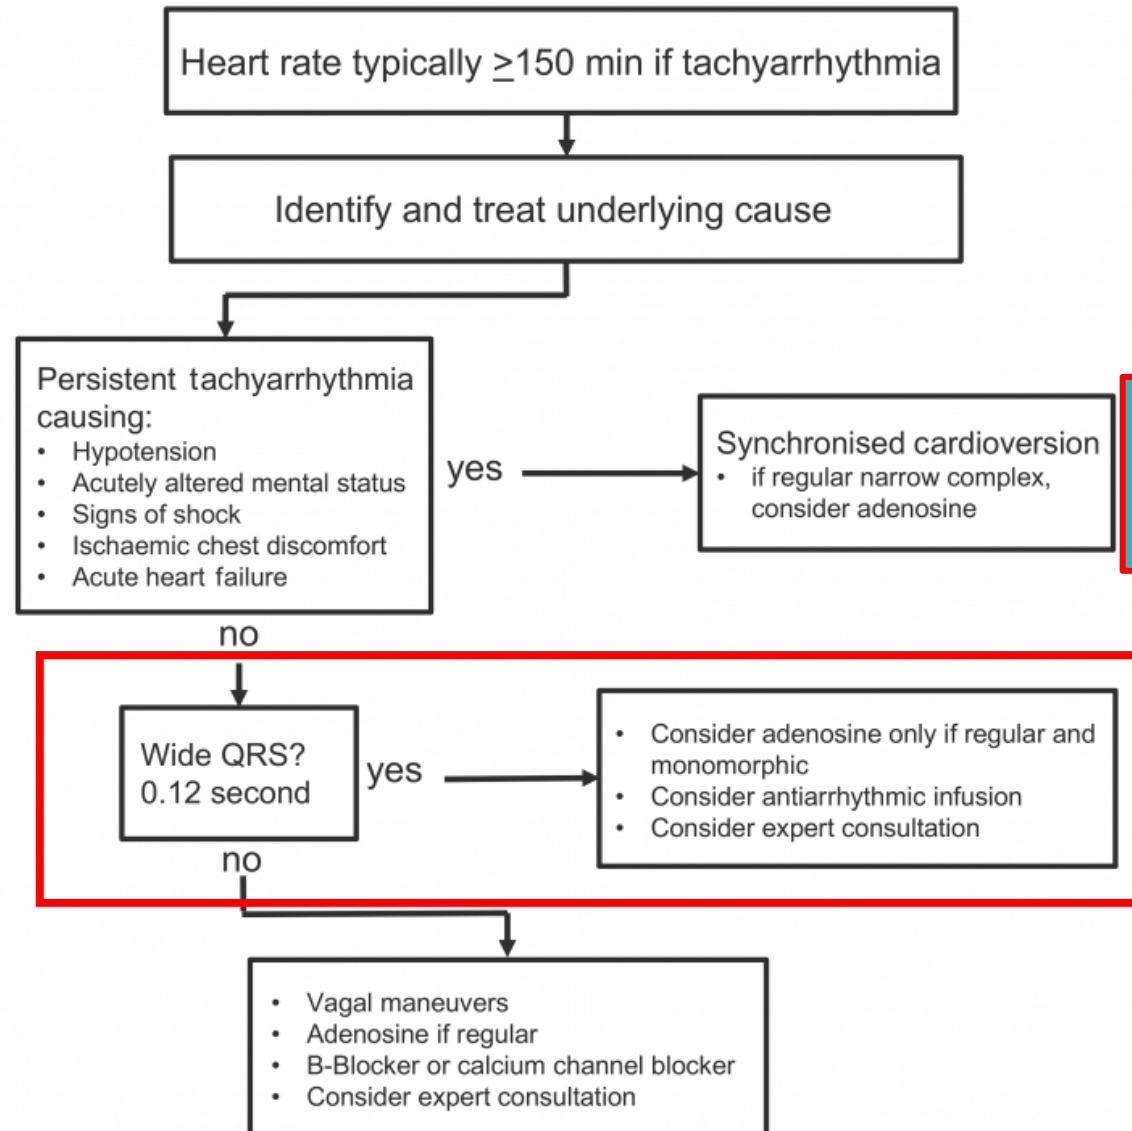 Heart rate typically ≥150 min if tachyarrhythmia
Identify and treat underlying cause
Persistent tachyarrhythmia
causing:
• Hypotension
• Acutely altered mental status
• Signs of shock
• Ischaemic chest discomfort
• Acute heart failure
yes
Synchronised cardioversion
• if regular narrow complex,
consider adenosine
no
Wide QRS?
0.12 second
yes
• Consider adenosine only if regular and
monomorphic
• Consider antiarrhythmic infusion
• Consider expert consultation
no
• Vagal maneuvers
• Adenosine if regular
• B-Blocker or calcium channel blocker
• Consider expert consultation